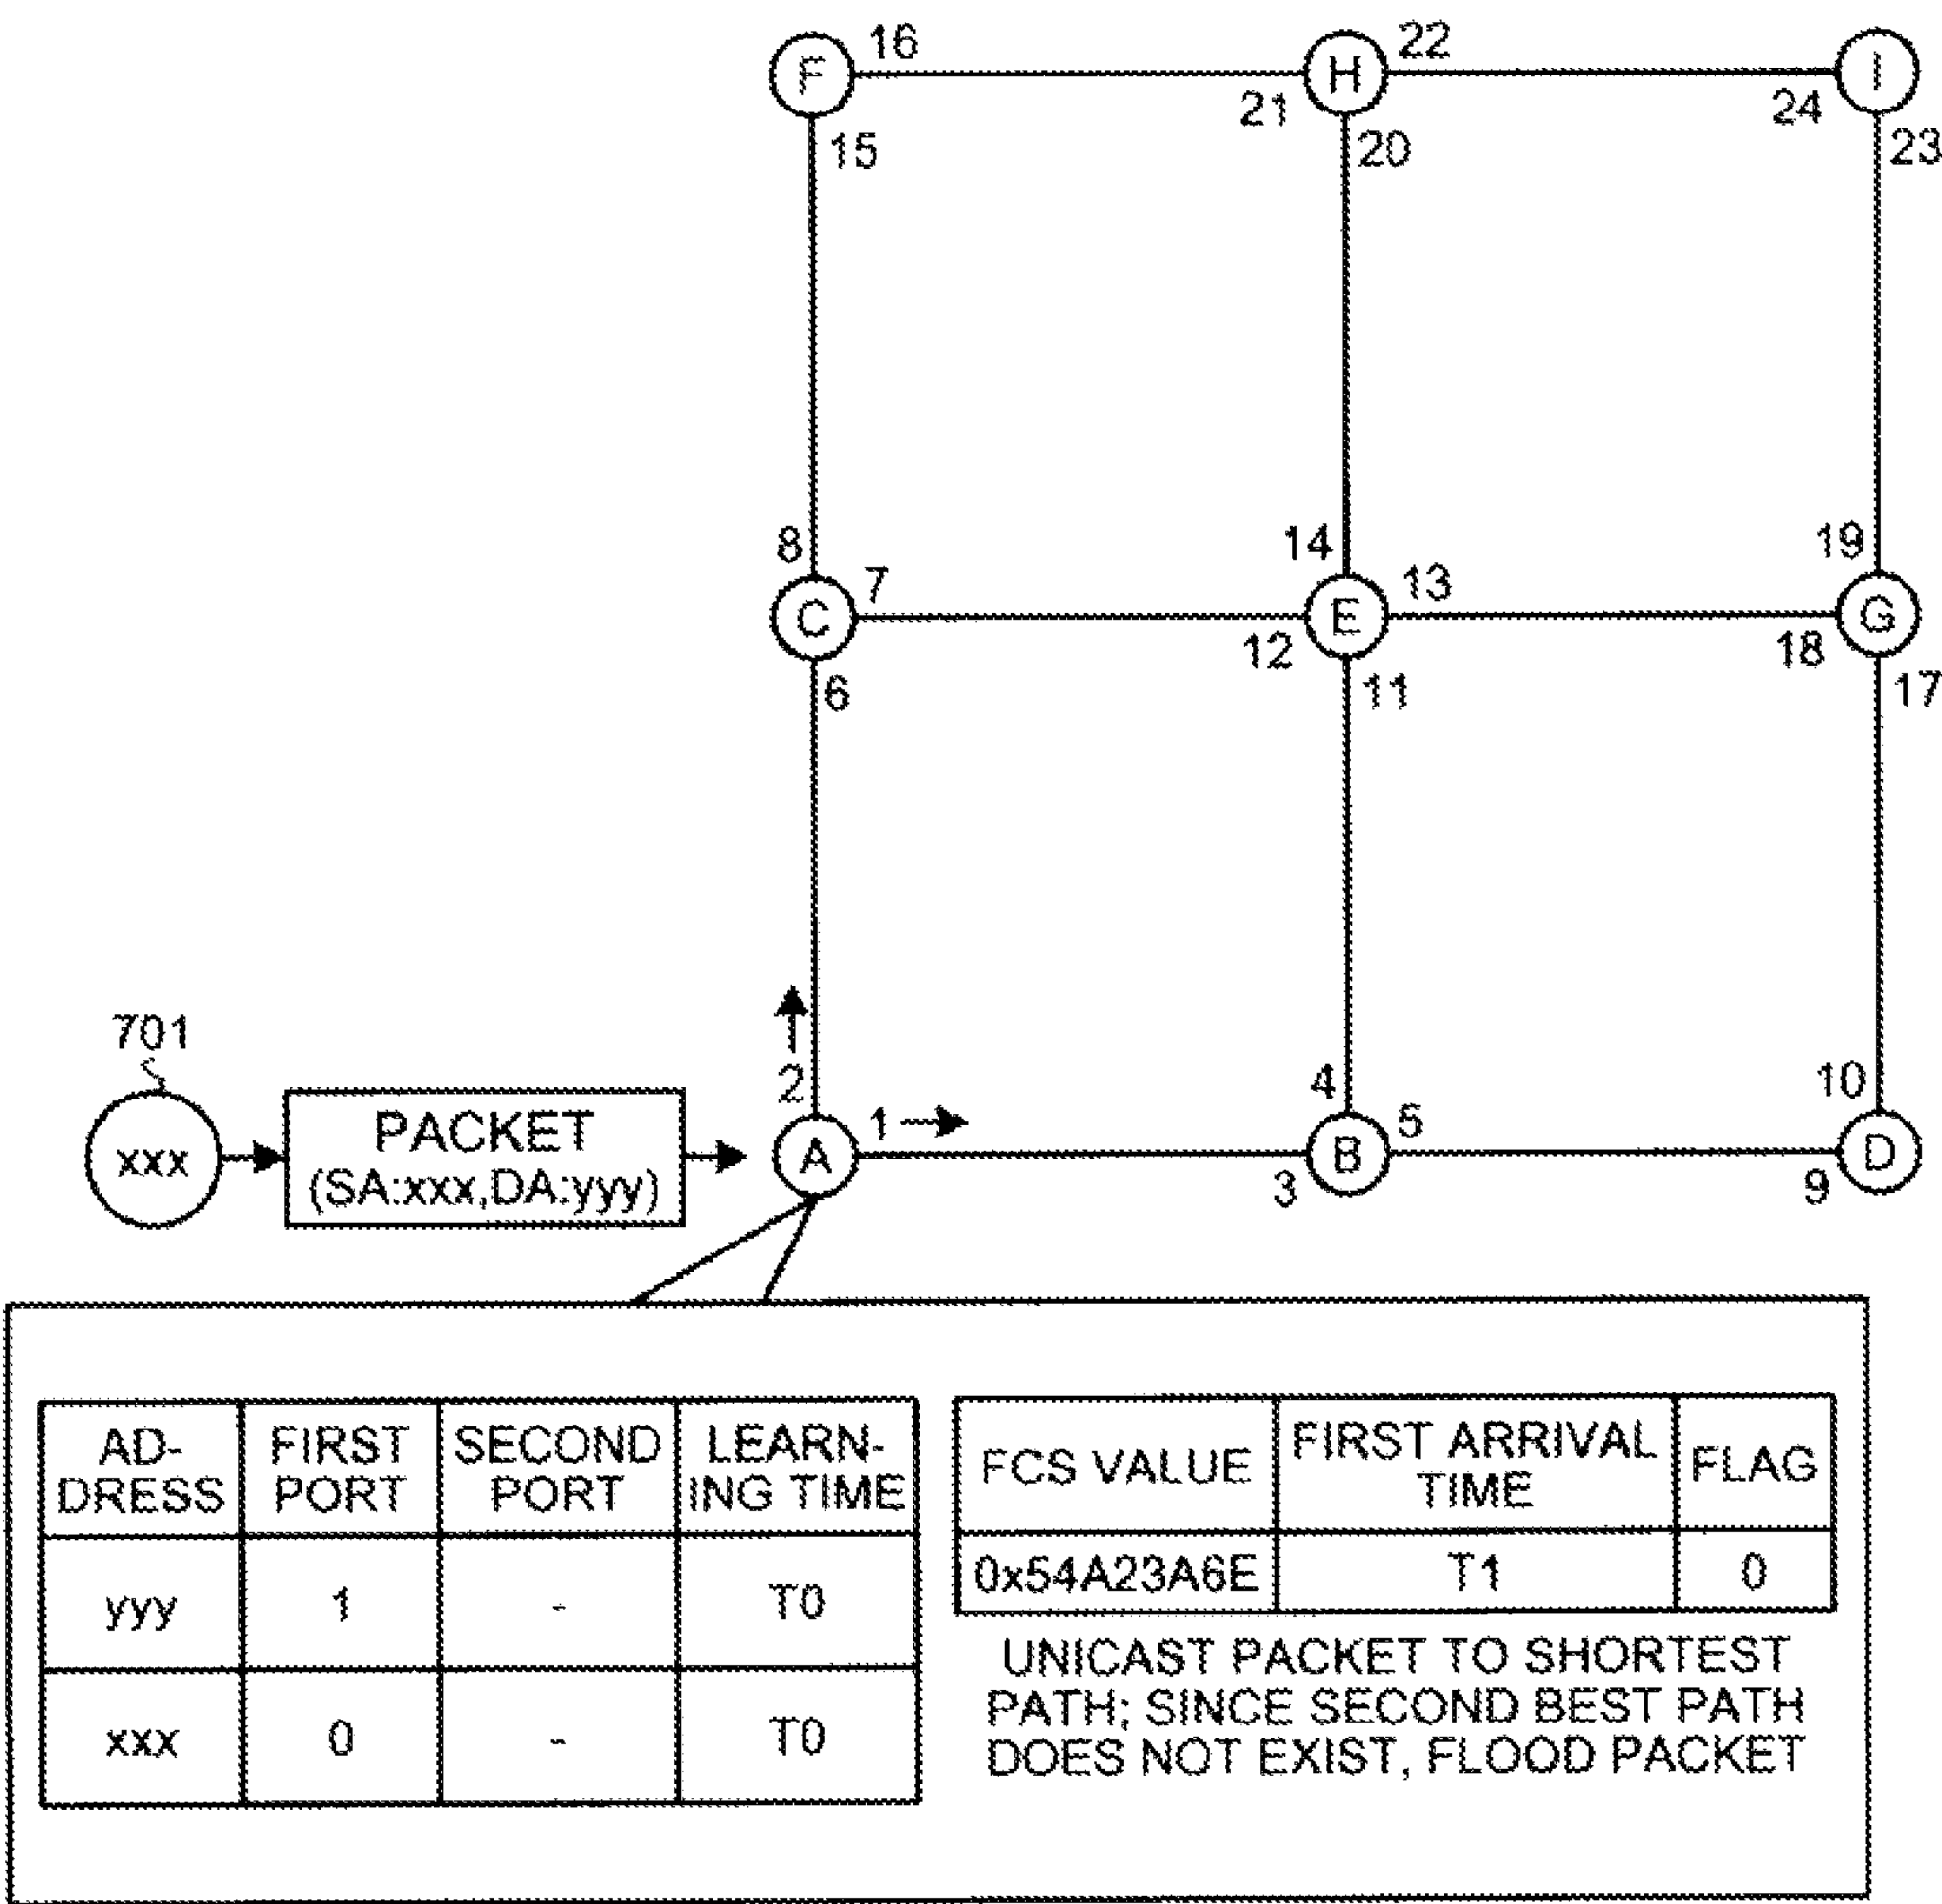 F 16 H 22 I
15 21 20 24 23
8 14 19
C 7 E 13 G
6 12 11 18 17
701
2 4 10
xxx PACKET A 1 B 5 D
(SA:xxx,DA:yyy) 3 9
AD-
DRESS
FIRST
PORT
SECOND
PORT
LEARN-
ING TIME
yyy 1 - T0
xxx 0 - T0
FCS VALUE
FIRST ARRIVAL
TIME
FLAG
0x54A23A6E T1 0
UNICAST PACKET TO SHORTEST
PATH; SINCE SECOND BEST PATH
DOES NOT EXIST, FLOOD PACKET